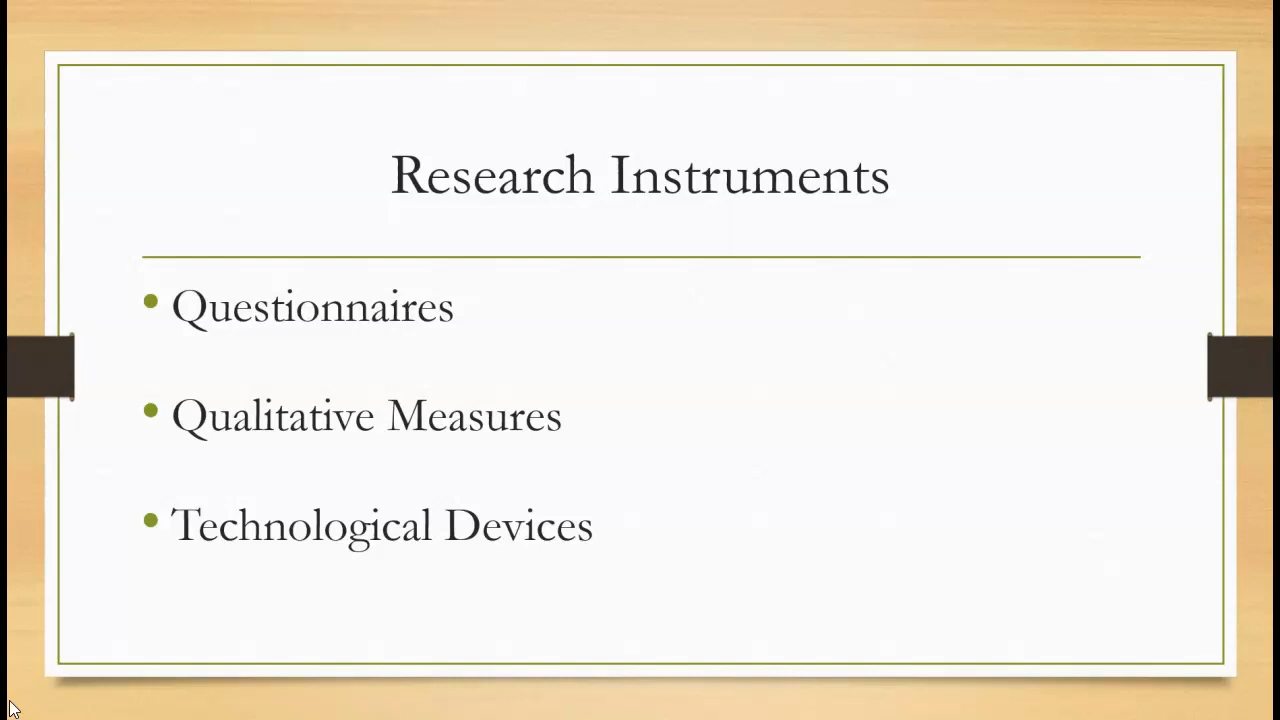 Research Instruments
• Questionnaires
• Qualitative Measures
• Technological Devices